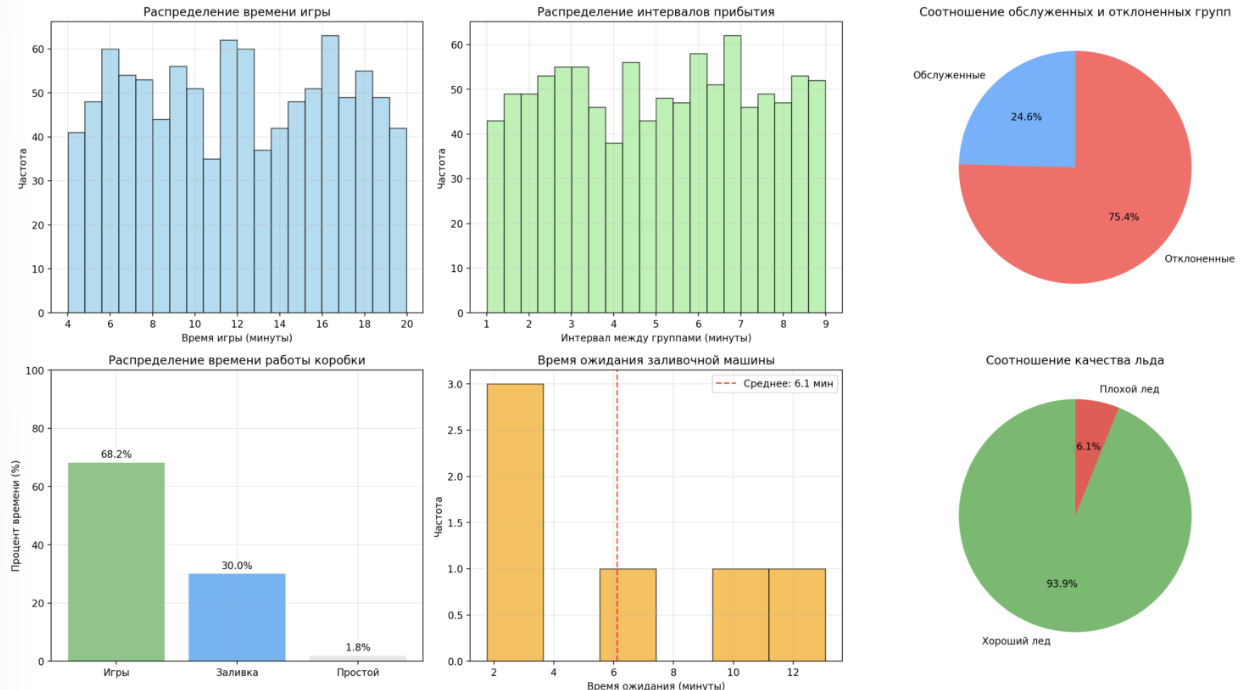 Распределение времени игры
Частота
60
50
40
30
20
10
0
4 6 8 10 12 14 16 18 20
Время игры (минуты)
Распределение интервалов прибытия
Частота
60
50
40
30
20
10
0
1 2 3 4 5 6 7 8 9
Интервал между группами (минуты)
Соотношение обслуженных и отклоненных групп
Обслуженные
24.6%
75.4%
Отклоненные
Распределение времени работы коробки
Процент времени (%)
100
80
60
40
20
0
68.2%
30.0%
1.8%
Игры Заливка Простой
Время ожидания заливочной машины
Частота
3.0
2.5
2.0
1.5
1.0
0.5
0.0
Среднее: 6.1 мин
2 4 6 8 10 12
Время ожидания (минуты)
Соотношение качества льда
Плохой лед
6.1%
93.9%
Хороший лед